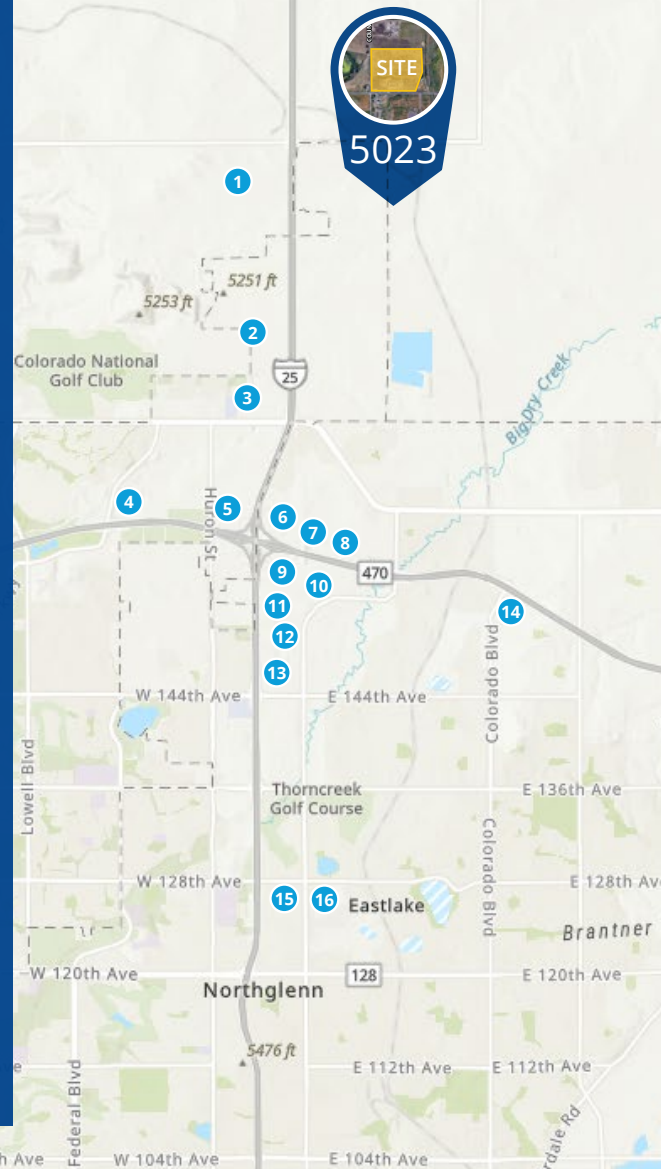 SITE
5023
1
5251 ft
5253 ft
2
Colorado National
Golf Club
25
3
Big Dry Creek
4
Huron St
5
6
7
8
9
470
10
11
14
12
13
Colorado Blvd
W 144th Ave
E 144th Ave
Lowell Blvd
Thorncreek
Golf Course
E 136th Ave
Colorado Blvd
W 128th Ave
E 128th Av
15
16
Eastlake
Brantner
W 120th Ave
128
E 120th Ave
Northglenn
5476 ft
E 112th Ave
E 112th Ave
Federal Blvd
W 104th Ave
E 104th Ave